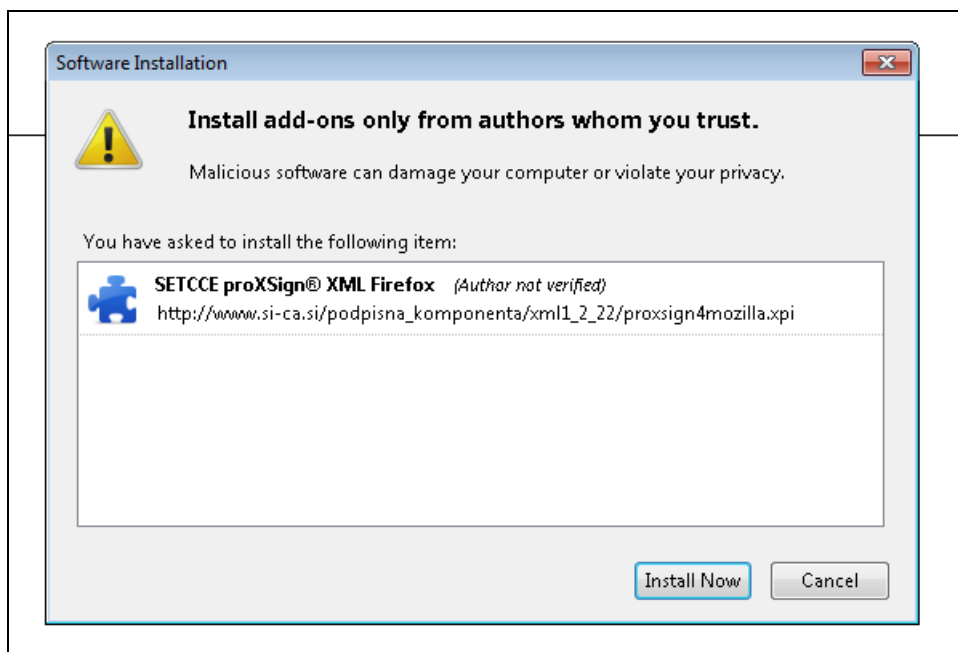 Software Installation
Install add-ons only from authors whom you trust.
Malicious software can damage your computer or violate your privacy.
You have asked to install the following item:
SETCCE proXSign® XML Firefox (Author not verified)
http://www.si-ca.si/podpisna_komponenta/xml1_2_22/proxsign4mozilla.xpi
Install Now Cancel